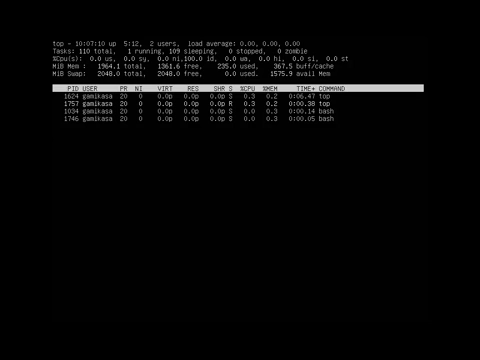 top - 10:07:10 up  5:12,  2 users,  load average: 0.00, 0.00, 0.00
Tasks: 110 total,   1 running, 109 sleeping,   0 stopped,   0 zombie
%Cpu(s):  0.0 us,  0.0 sy,  0.0 ni,100.0 id,  0.0 wa,  0.0 hi,  0.0 si,  0.0 st
MiB Mem :   1964.1 total,   1361.6 free,    235.0 used,    367.5 buff/cache
MiB Swap:   2048.0 total,   2048.0 free,      0.0 used.   1575.9 avail Mem
PID USER PR NI VIRT RES SHR S %CPU %MEM TIME+ COMMAND
1624 gamikasa 20 0 0.0p 0.0p 0.0p S 0.3 0.2 0:06.47 top
1757 gamikasa 20 0 0.0p 0.0p 0.0p R 0.3 0.2 0:00.38 top
1034 gamikasa 20 0 0.0p 0.0p 0.0p S 0.0 0.3 0:00.14 bash
1746 gamikasa 20 0 0.0p 0.0p 0.0p S 0.0 0.3 0:00.05 bash